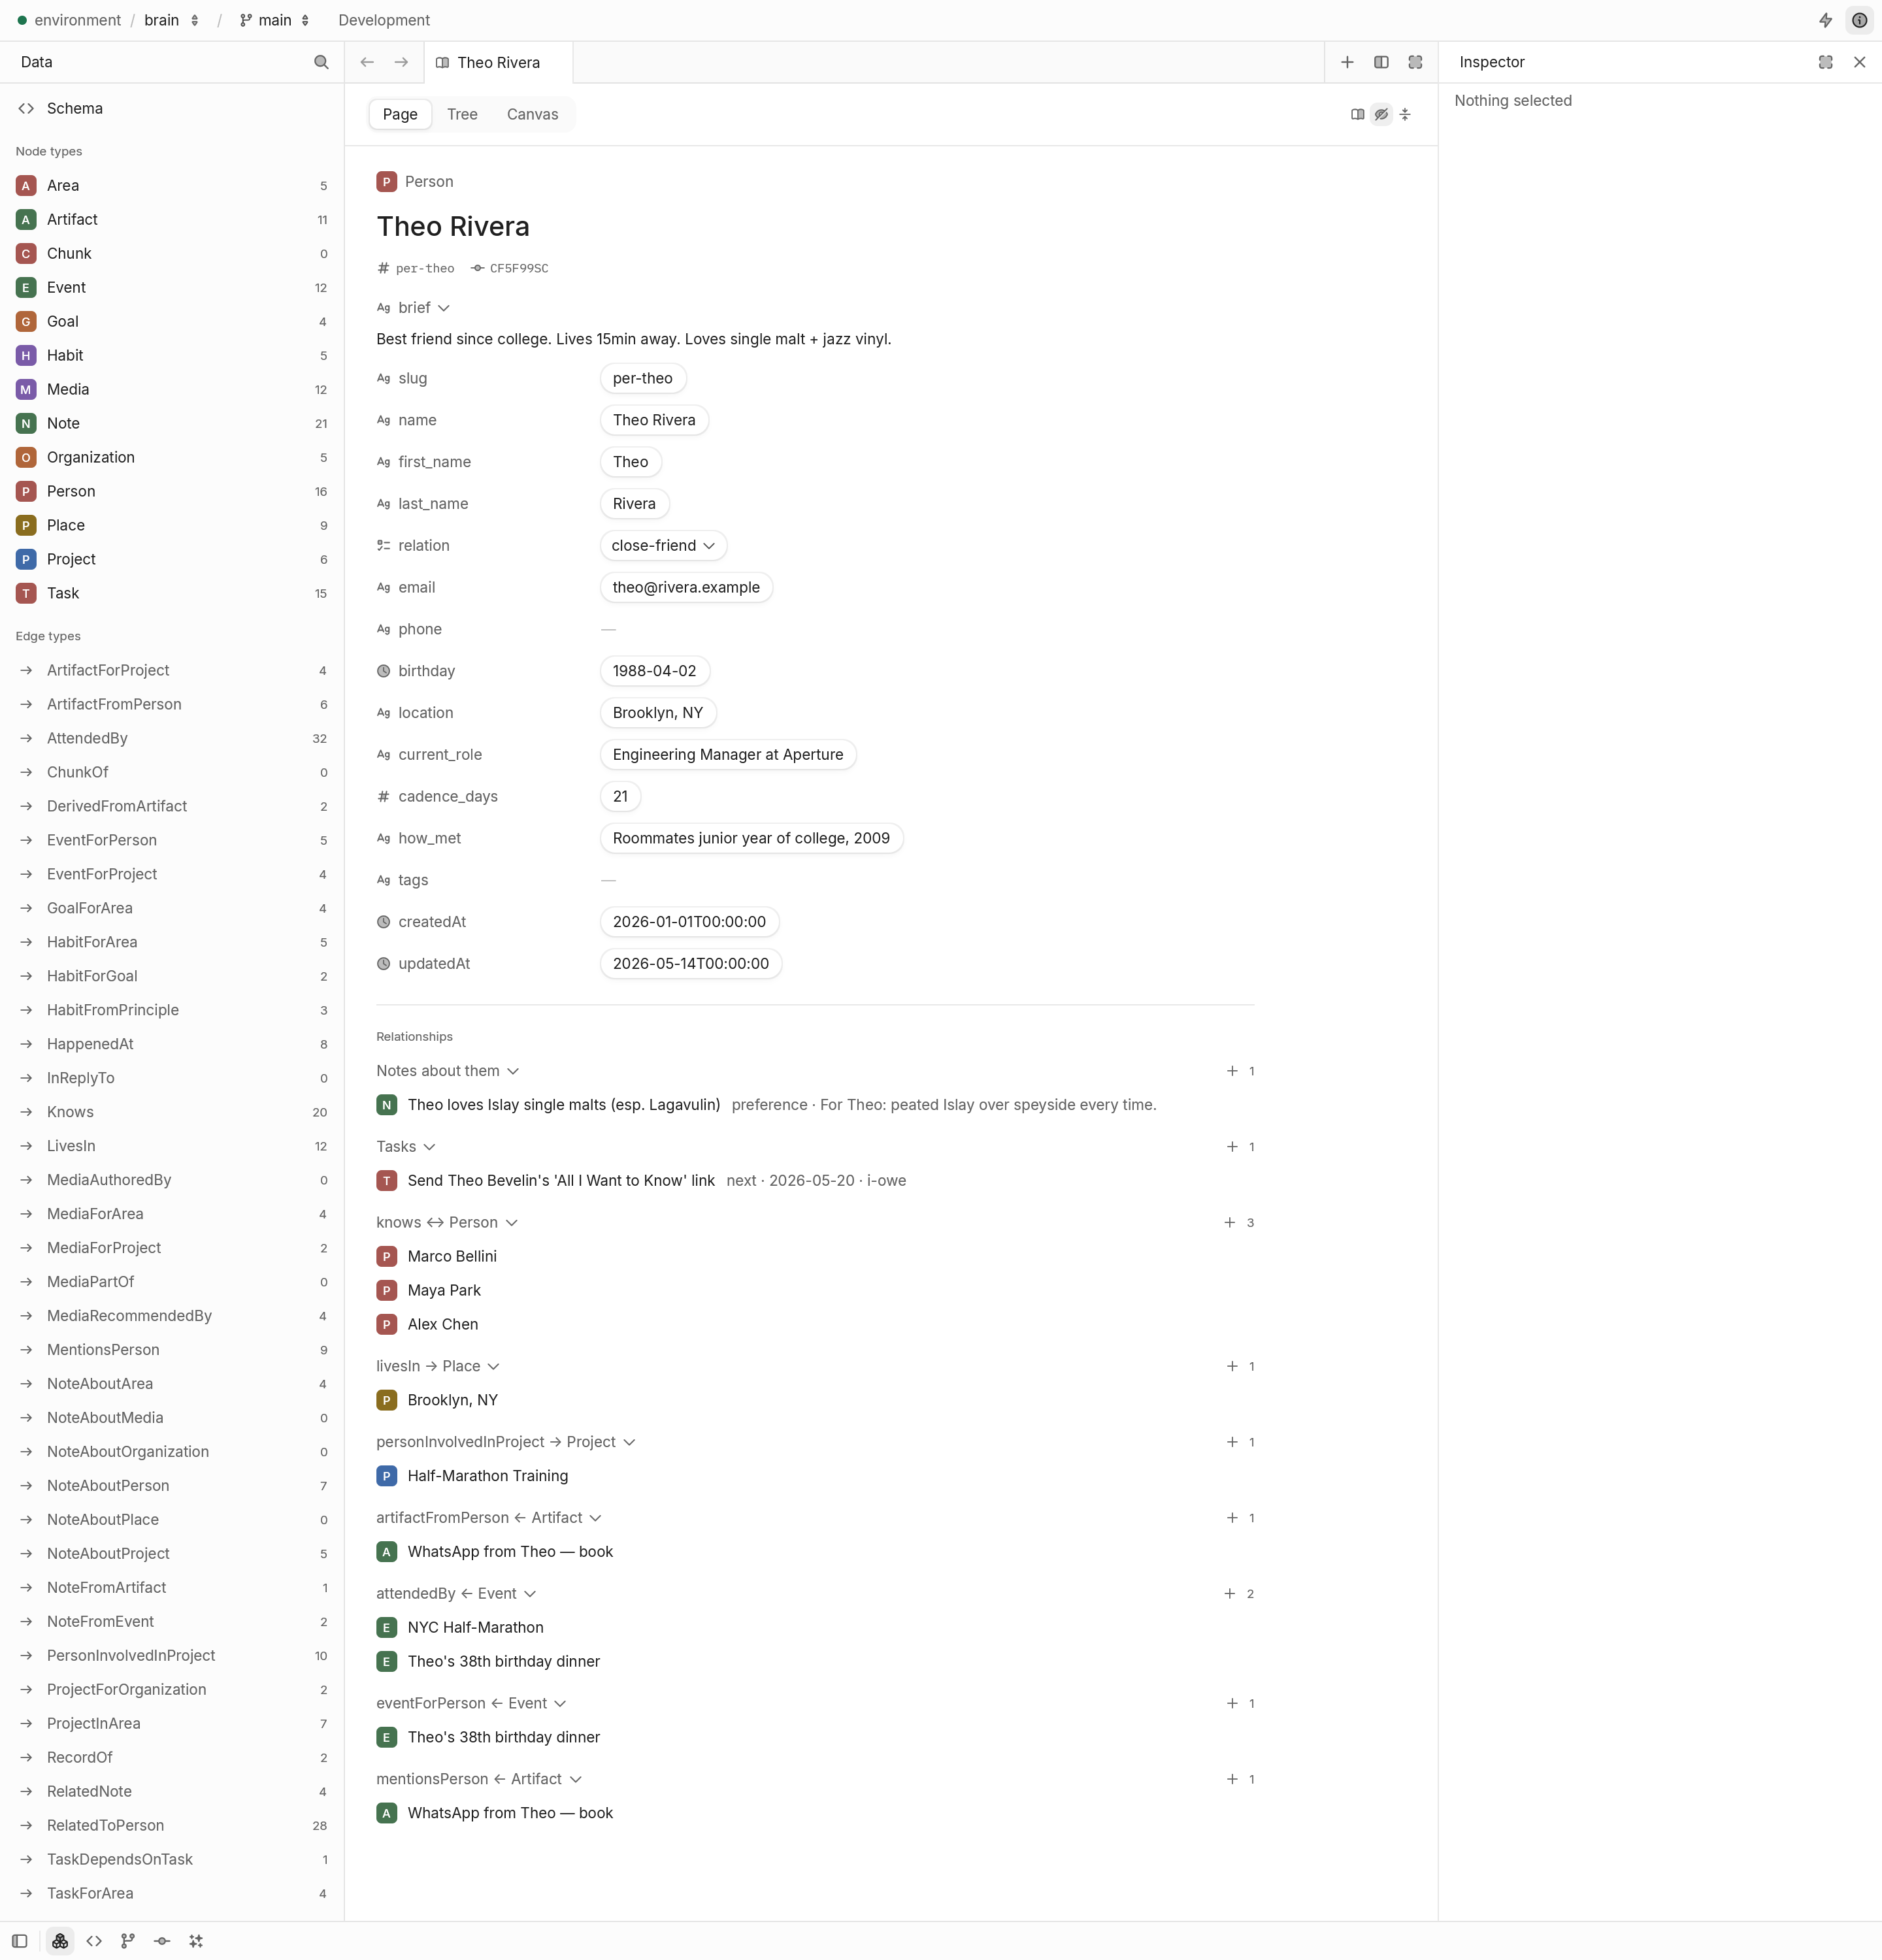 environment / brain / main Development
Data
Theo Rivera
Inspector
Schema
Page Tree Canvas
Nothing selected
Node types
A Area 5
A Artifact 11
C Chunk 0
E Event 12
G Goal 4
H Habit 5
M Media 12
N Note 21
O Organization 5
P Person 16
P Place 9
P Project 6
T Task 15
Edge types
ArtifactForProject 4
ArtifactFromPerson 6
AttendedBy 32
ChunkOf 0
DerivedFromArtifact 2
EventForPerson 5
EventForProject 4
GoalForArea 4
HabitForArea 5
HabitForGoal 2
HabitFromPrinciple 3
HappenedAt 8
InReplyTo 0
Knows 20
LivesIn 12
MediaAuthoredBy 0
MediaForArea 4
MediaForProject 2
MediaPartOf 0
MediaRecommendedBy 4
MentionsPerson 9
NoteAboutArea 4
NoteAboutMedia 0
NoteAboutOrganization 0
NoteAboutPerson 7
NoteAboutPlace 0
NoteAboutProject 5
NoteFromArtifact 1
NoteFromEvent 2
PersonInvolvedInProject 10
ProjectForOrganization 2
ProjectInArea 7
RecordOf 2
RelatedNote 4
RelatedToPerson 28
TaskDependsOnTask 1
TaskForArea 4
P Person
Theo Rivera
# per-theo CF5F99SC
Ag brief
Best friend since college. Lives 15min away. Loves single malt + jazz vinyl.
Ag slug per-theo
Ag name Theo Rivera
Ag first_name Theo
Ag last_name Rivera
relation close-friend
Ag email theo@rivera.example
Ag phone —
birthday 1988-04-02
Ag location Brooklyn, NY
Ag current_role Engineering Manager at Aperture
# cadence_days 21
Ag how_met Roommates junior year of college, 2009
Ag tags —
createdAt 2026-01-01T00:00:00
updatedAt 2026-05-14T00:00:00
Relationships
Notes about them + 1
N Theo loves Islay single malts (esp. Lagavulin) preference · For Theo: peated Islay over speyside every time.
Tasks + 1
T Send Theo Bevelin's 'All I Want to Know' link next · 2026-05-20 · i-owe
knows ↔ Person + 3
P Marco Bellini
P Maya Park
P Alex Chen
livesIn → Place + 1
P Brooklyn, NY
personInvolvedInProject → Project + 1
P Half-Marathon Training
artifactFromPerson ← Artifact + 1
A WhatsApp from Theo — book
attendedBy ← Event + 2
E NYC Half-Marathon
E Theo's 38th birthday dinner
eventForPerson ← Event + 1
E Theo's 38th birthday dinner
mentionsPerson ← Artifact + 1
A WhatsApp from Theo — book